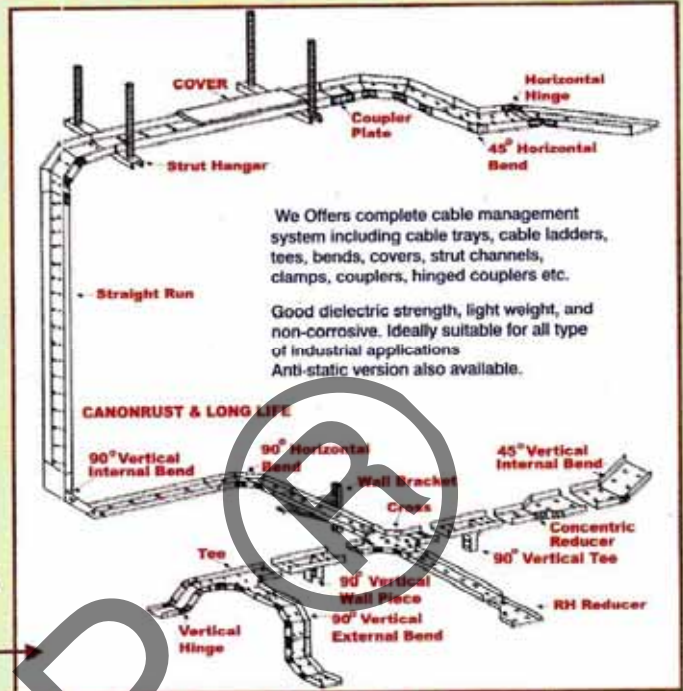 COVER
Horizontal
Hinge
Coupler
Plate
45° Horizontal
Bend
Strut Hangar
We Offers complete cable management
system including cable trays, cable ladders,
tees, bends, covers, strut channels,
clamps, couplers, hinged couplers etc.
Straight Run
Good dielectric strength, light weight, and
non-corrosive. Ideally suitable for all type
of industrial applications
Anti-static version also available.
CANONRUST & LONG LIFE
90° Vertical
Internal Bend
90° Horizontal
Bend
45° Vertical
Internal Bend
Wall Bracket
Cross
Concentric
Reducer
90° Vertical Tee
Tee
90° Vertical
Wall Piece
RH Reducer
Vertical
Hinge
90° Vertical
External Bend
R